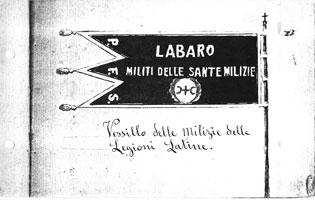 P.E.S
LABARO
MILITI DELLE SANTE MILIZIE
Vessillo delle Milizie delle
Legioni Latine.